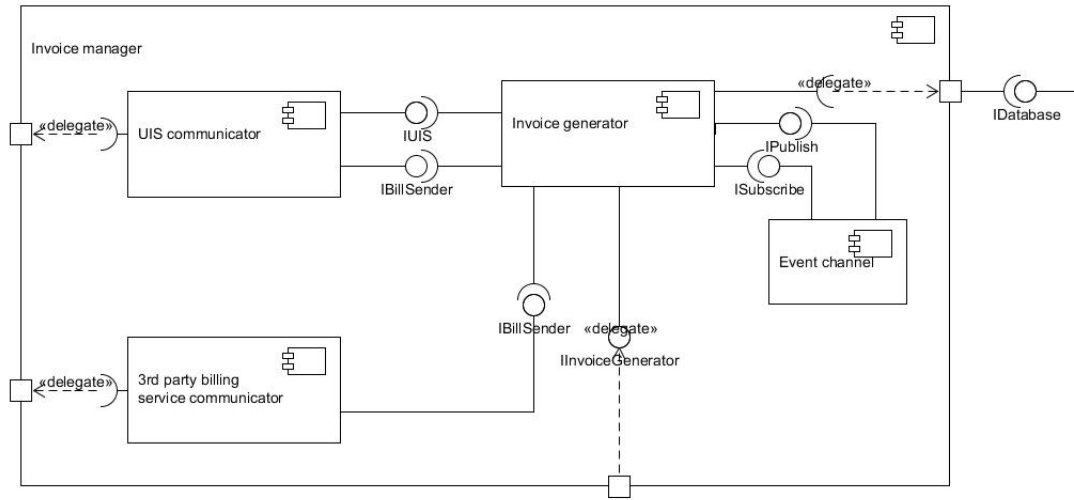 Invoice manager
«delegate»
UIS communicator
IUIS
IBillSender
Invoice generator
«delegate»
IDatabase
IPublish
ISubscribe
Event channel
IBillSender
«delegate»
IInvoiceGenerator
«delegate»
3rd party billing
service communicator